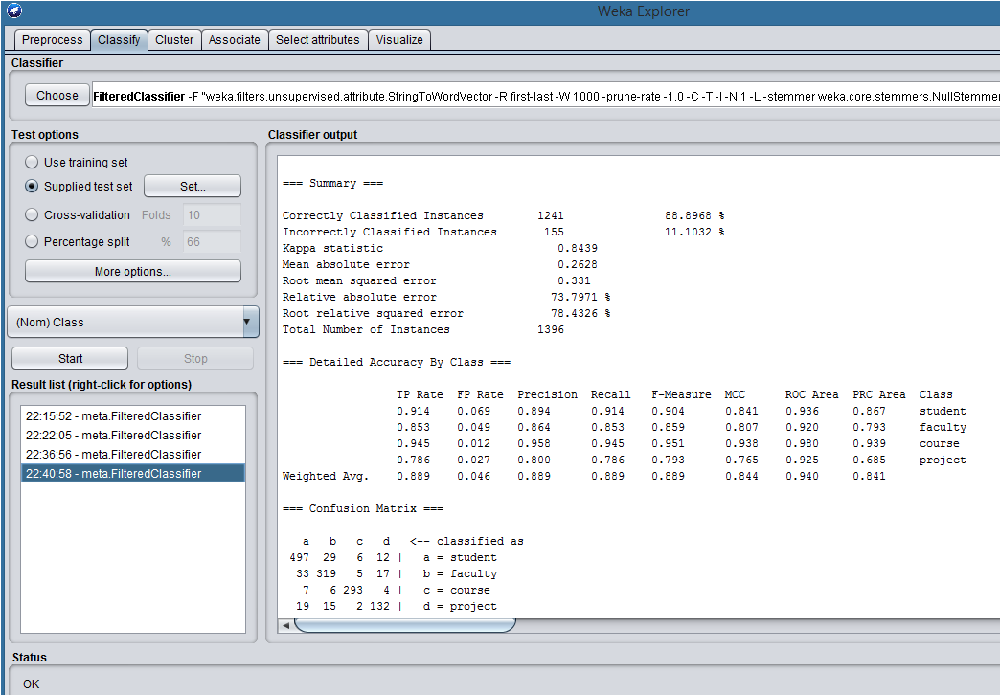 Weka Explorer
Preprocess Classify Cluster Associate Select attributes Visualize
Classifier
Choose FilteredClassifier -F "weka.filters.unsupervised.attribute.StringToWordVector -R first-last -W 1000 -prune-rate -1.0 -C -T -I -N 1 -L -stemmer weka.core.stemmers.NullStemmer
Test options
Use training set
Supplied test set Set...
Cross-validation Folds 10
Percentage split % 66
More options...
(Nom) Class
Start Stop
Result list (right-click for options)
22:15:52 - meta.FilteredClassifier
22:22:05 - meta.FilteredClassifier
22:36:56 - meta.FilteredClassifier
22:40:58 - meta.FilteredClassifier
Classifier output
=== Summary ===
Correctly Classified Instances 1241 88.8968 %
Incorrectly Classified Instances 155 11.1032 %
Kappa statistic 0.8439
Mean absolute error 0.2628
Root mean squared error 0.331
Relative absolute error 73.7971 %
Root relative squared error 78.4326 %
Total Number of Instances 1396
=== Detailed Accuracy By Class ===
TP Rate FP Rate Precision Recall F-Measure MCC ROC Area PRC Area Class
0.914 0.069 0.894 0.914 0.904 0.841 0.936 0.867 student
0.853 0.049 0.864 0.853 0.859 0.807 0.920 0.793 faculty
0.945 0.012 0.958 0.945 0.951 0.938 0.980 0.939 course
0.786 0.027 0.800 0.786 0.793 0.765 0.925 0.685 project
Weighted Avg. 0.889 0.046 0.889 0.889 0.889 0.844 0.940 0.841
=== Confusion Matrix ===
a b c d <-- classified as
497 29 6 12 | a = student
33 319 5 17 | b = faculty
7 6 293 4 | c = course
19 15 2 132 | d = project
Status
OK